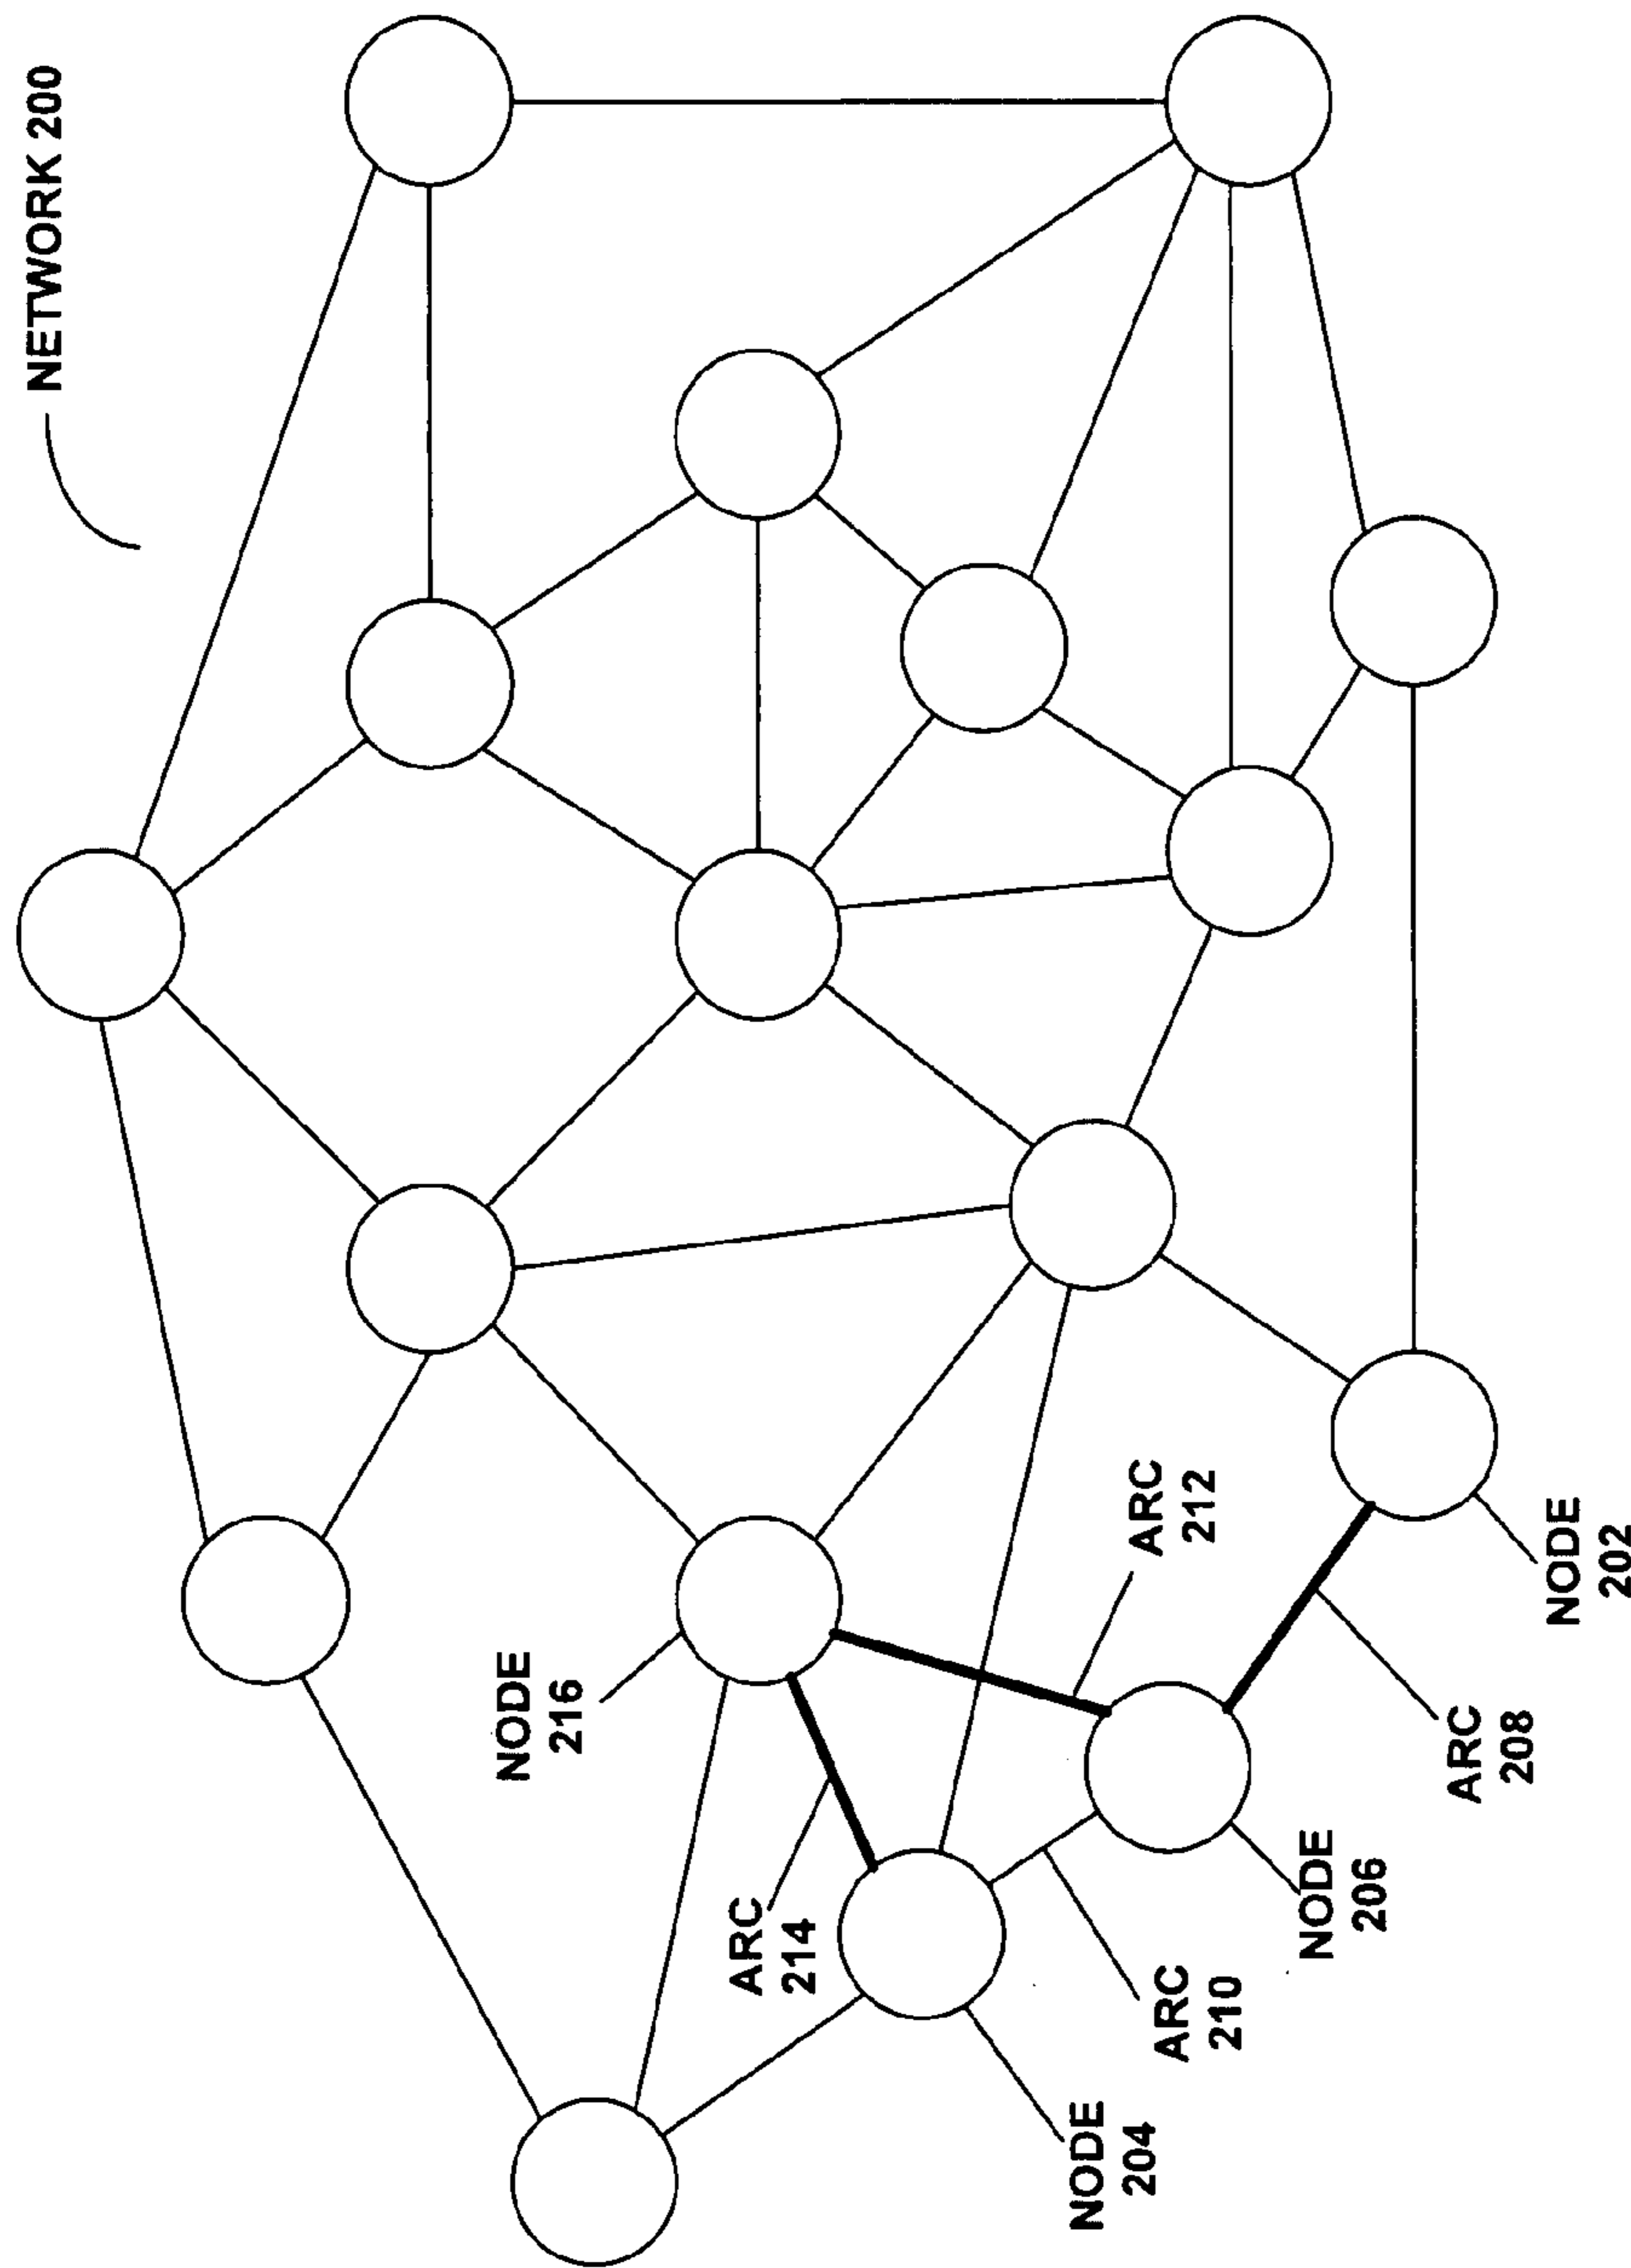 NETWORK 200
NODE
216
ARC
214
ARC
212
NODE
204
ARC
210
NODE
206
ARC
208
NODE
202